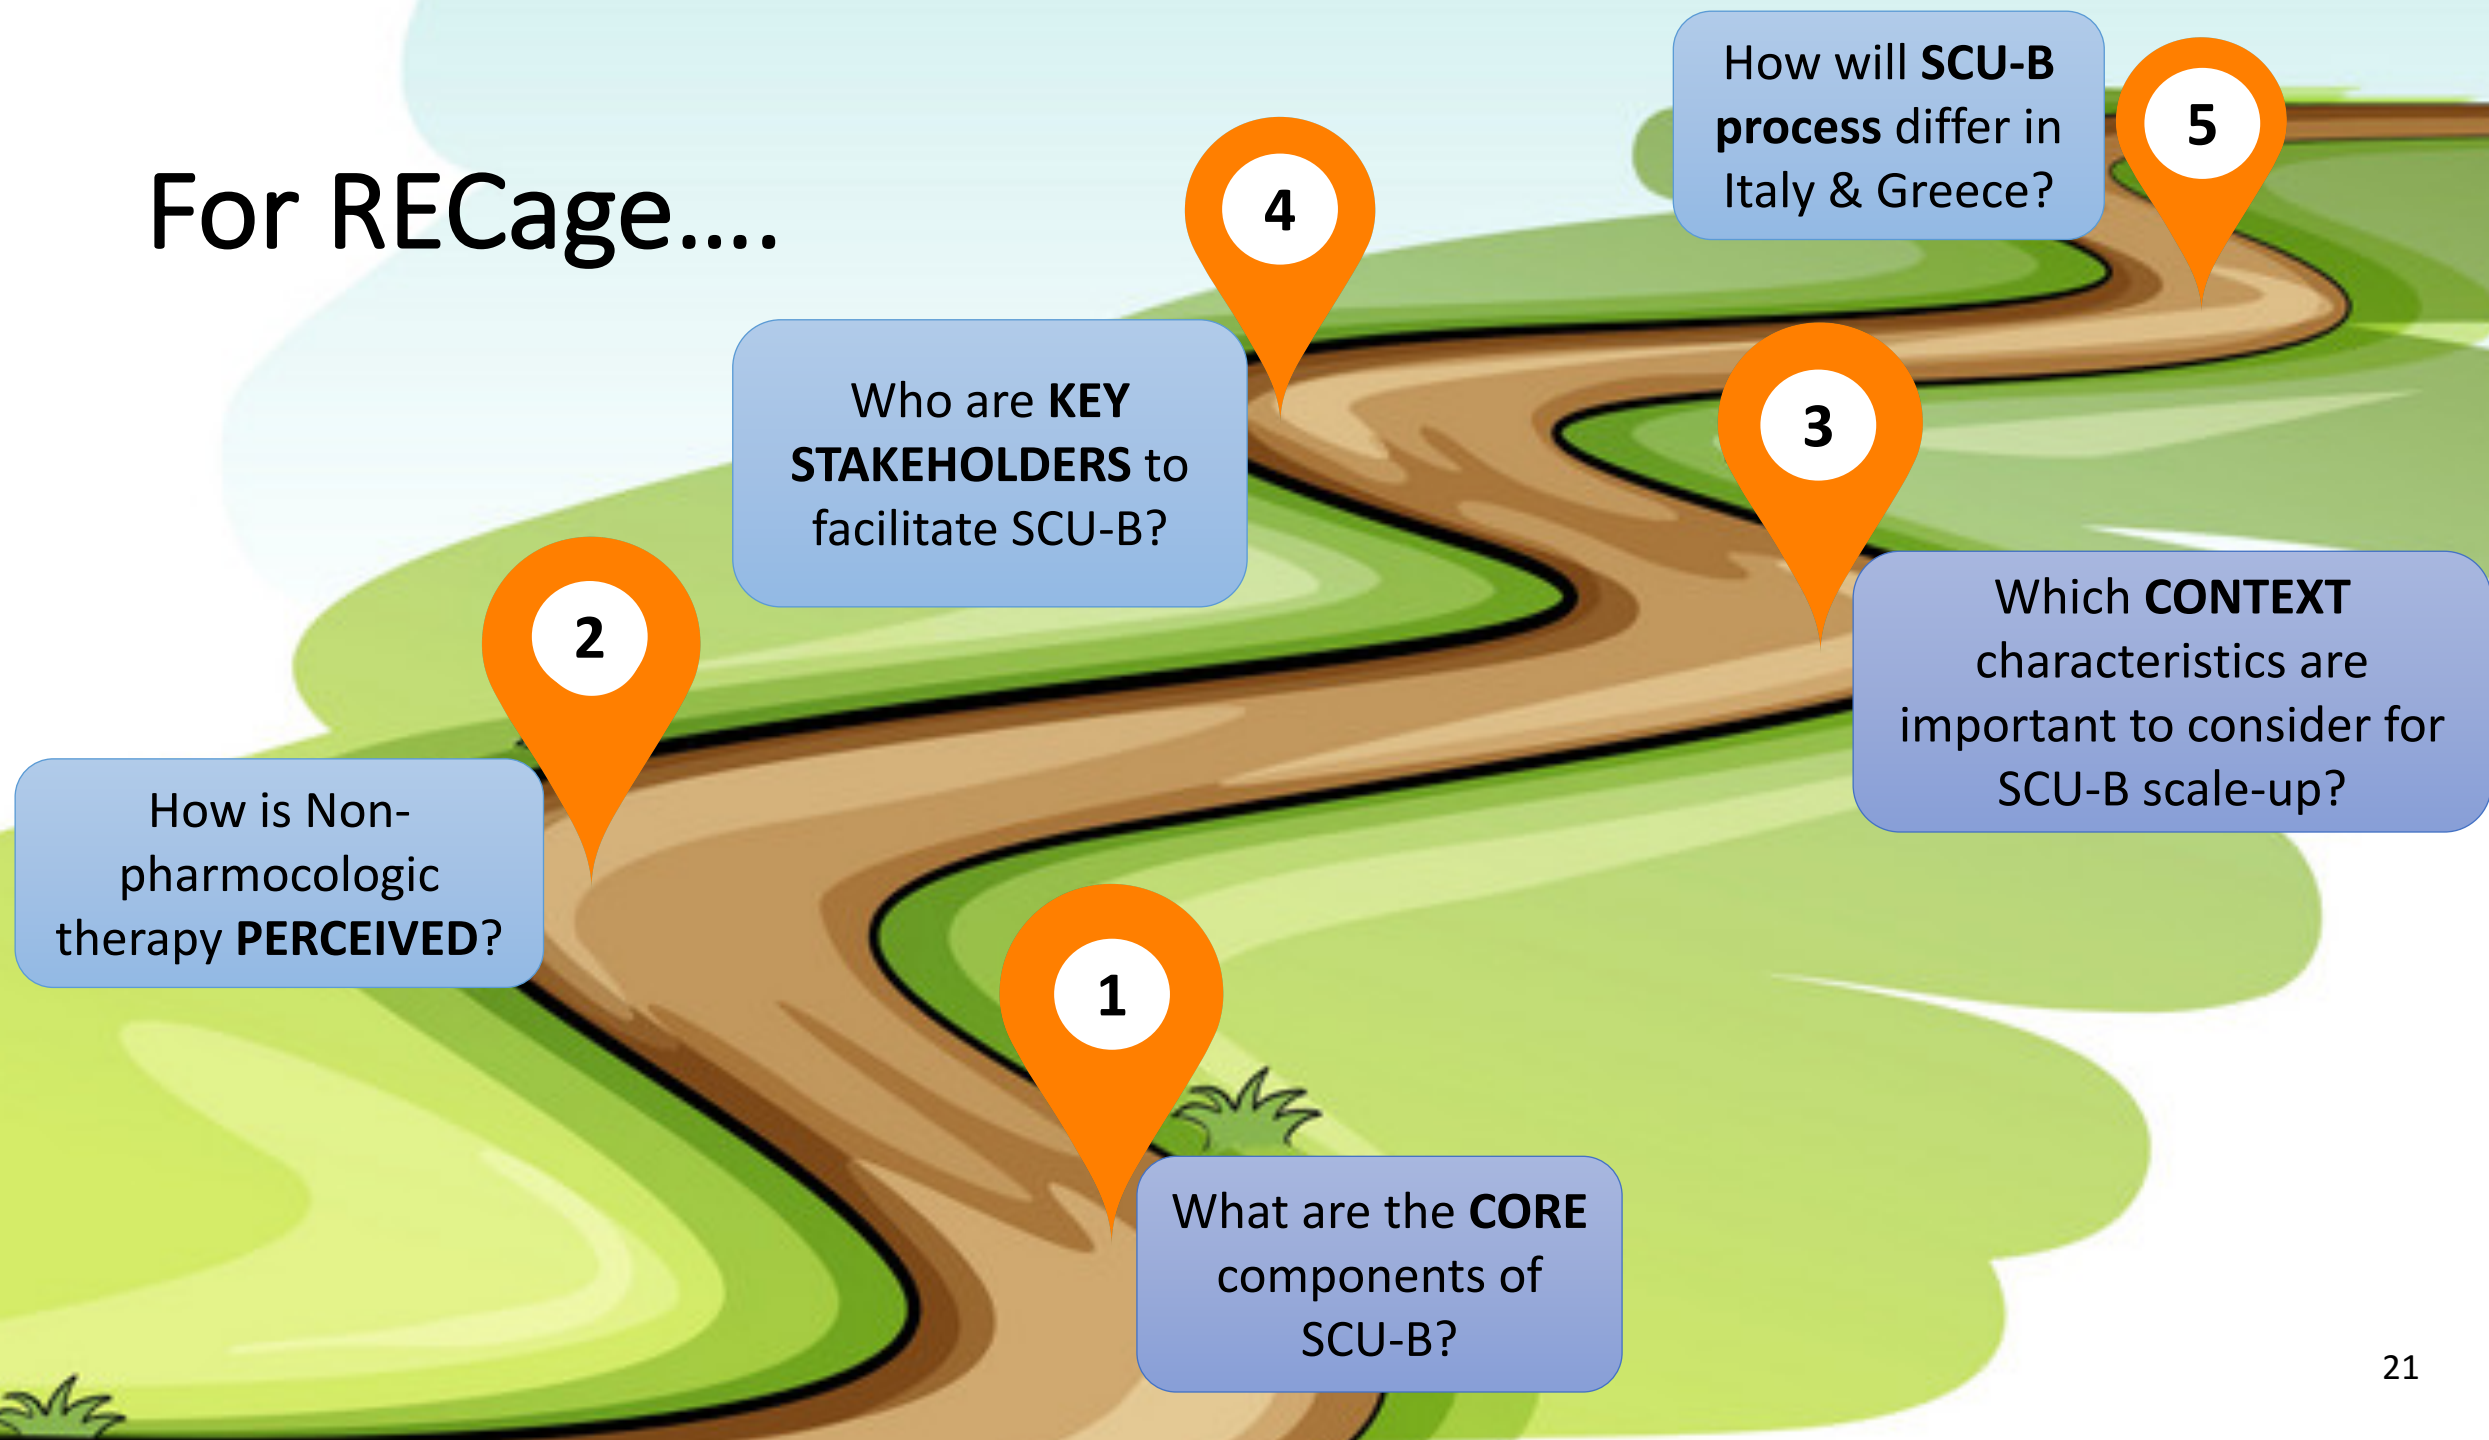 For RECage....
1
What are the CORE
components of
SCU-B?
2
How is Non-
pharmocologic
therapy PERCEIVED?
3
Which CONTEXT
characteristics are
important to consider for
SCU-B scale-up?
4
Who are KEY
STAKEHOLDERS to
facilitate SCU-B?
5
How will SCU-B
process differ in
Italy & Greece?
21